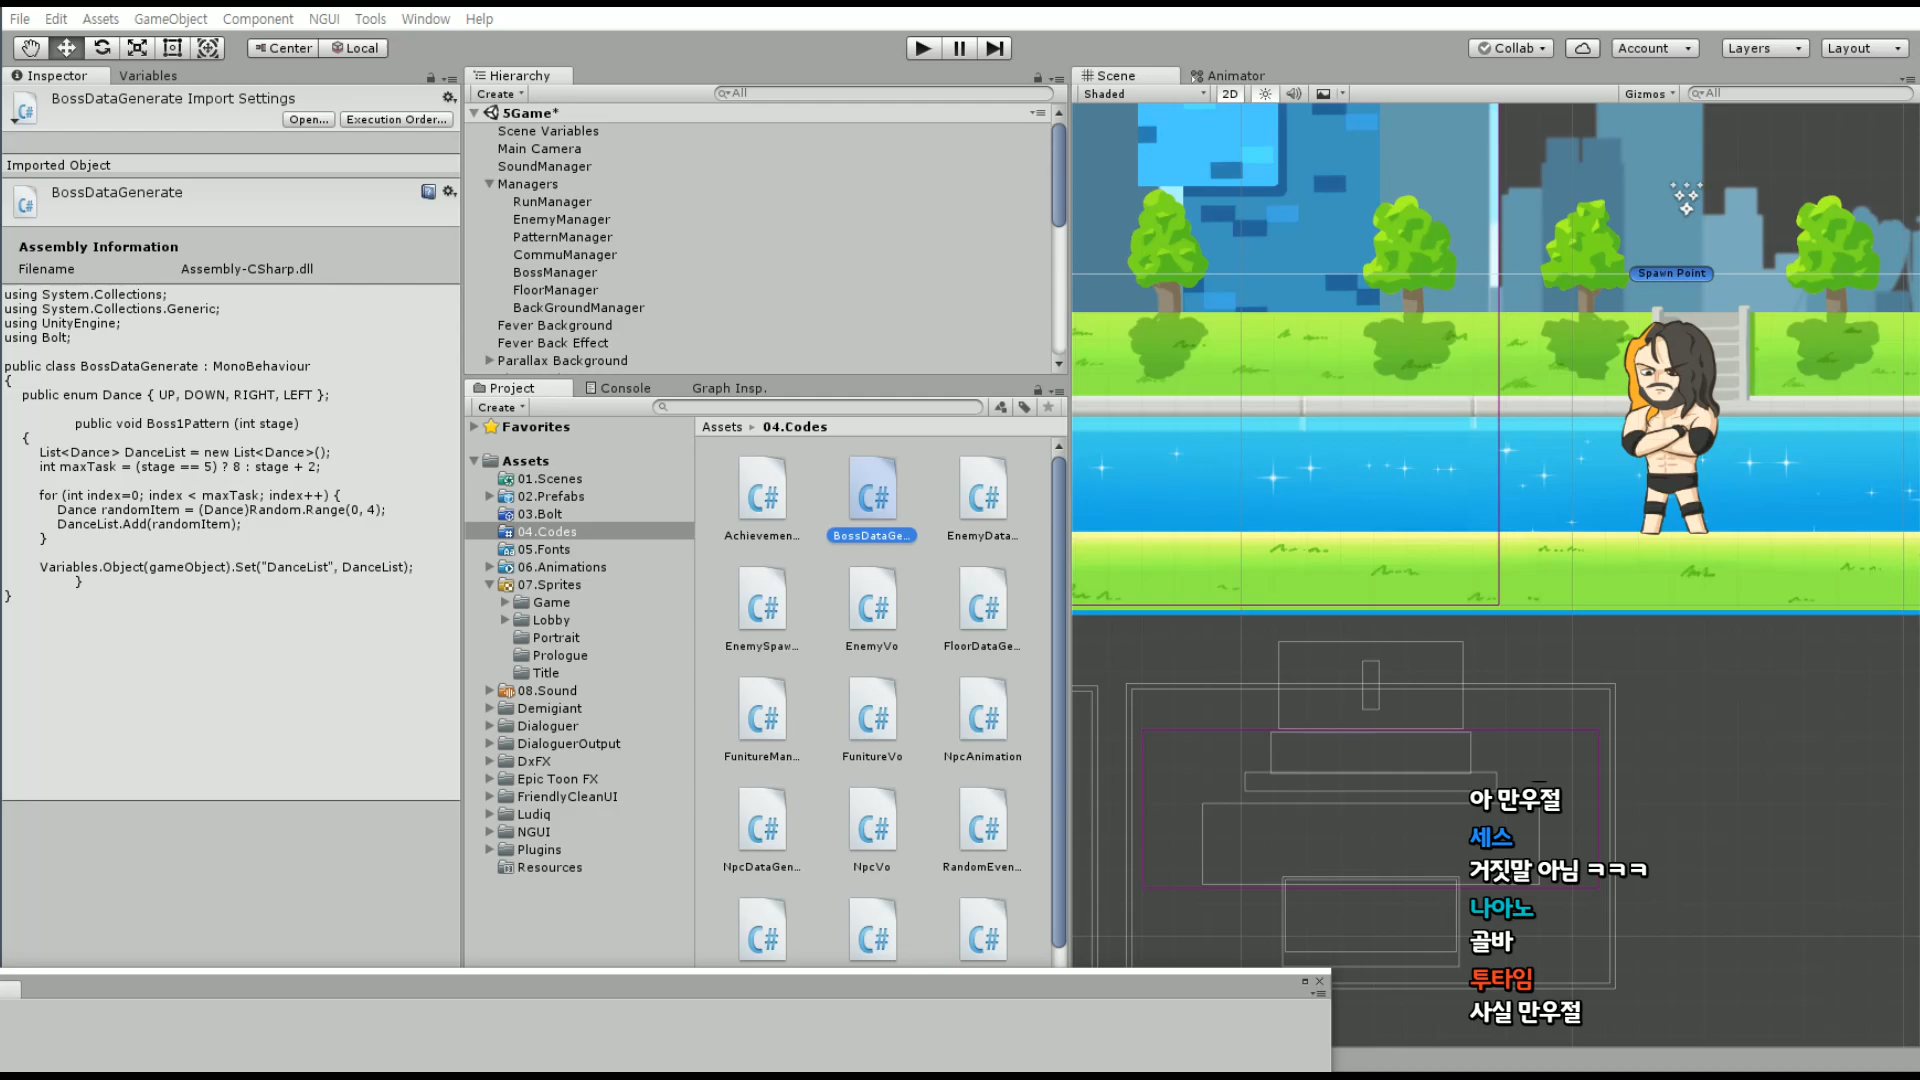 File Edit Assets GameObject Component NGUI Tools Window Help
Center Local
Collab Account Layers Layout
Inspector Variables
BossDataGenerate Import Settings
Open... Execution Order...
Imported Object
BossDataGenerate
Assembly Information
Filename Assembly-CSharp.dll
using System.Collections;
using System.Collections.Generic;
using UnityEngine;
using Bolt;
public class BossDataGenerate : MonoBehaviour
{
public enum Dance { UP, DOWN, RIGHT, LEFT };
public void Boss1Pattern (int stage)
{
List<Dance> DanceList = new List<Dance>();
int maxTask = (stage == 5) ? 8 : stage + 2;
for (int index=0; index < maxTask; index++) {
Dance randomItem = (Dance)Random.Range(0, 4);
DanceList.Add(randomItem);
}
Variables.Object(gameObject).Set("DanceList", DanceList);
}
}
Hierarchy
Create All
5Game*
Scene Variables
Main Camera
SoundManager
Managers
RunManager
EnemyManager
PatternManager
CommuManager
BossManager
FloorManager
BackGroundManager
Fever Background
Fever Back Effect
Parallax Background
Project Console Graph Insp.
Create
Favorites
Assets
01.Scenes
02.Prefabs
03.Bolt
04.Codes
05.Fonts
06.Animations
07.Sprites
Game
Lobby
Portrait
Prologue
Title
08.Sound
Demigiant
Dialoguer
DialoguerOutput
DxFX
Epic Toon FX
FriendlyCleanUI
Ludiq
NGUI
Plugins
Resources
Assets 04.Codes
C# C# C#
Achievemen... BossDataGe... EnemyData...
C# C# C#
EnemySpaw... EnemyVo FloorDataGe...
C# C# C#
FunitureMan... FunitureVo NpcAnimation
C# C# C#
NpcDataGen... NpcVo RandomEven...
C# C# C#
Scene Animator
Shaded 2D Gizmos All
Spawn Point
아 만우절
세스
거짓말 아님 ㅋㅋㅋ
나아노
골바
투타임
사실 만우절